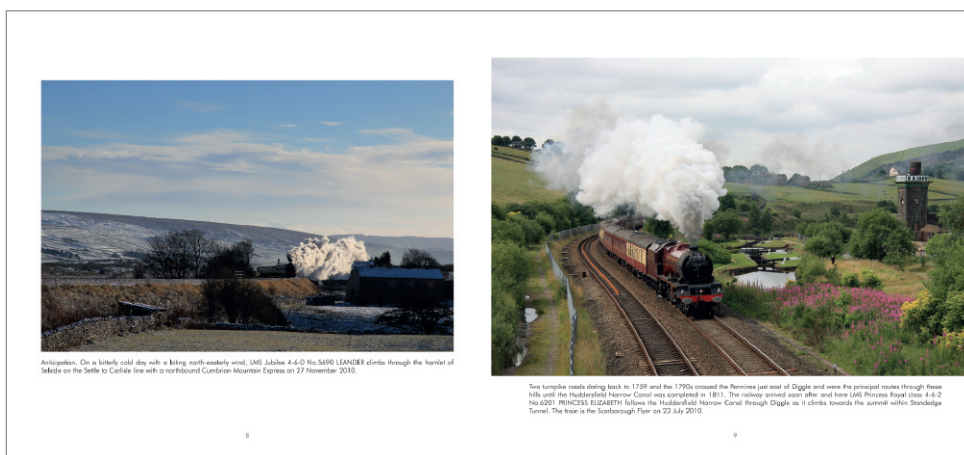 Anticipation. On a bitterly cold day with a biting north-easterly wind, LMS Jubilee 4-6-0 No.5690 LEANDER climbs through the hamlet of
Selside on the Settle to Carlisle line with a northbound Cumbrian Mountain Express on 27 November 2010.
8
Two turnpike roads dating back to 1759 and the 1790s crossed the Pennines just east of Diggle and were the principal routes through these
hills until the Huddersfield Narrow Canal was completed in 1811. The railway arrived soon after and here LMS Princess Royal class 4-6-2
No.6201 PRINCESS ELIZABETH follows the Huddersfield Narrow Canal through Diggle as it climbs towards the summit within Standedge
Tunnel. The train is the Scarborough Flyer on 23 July 2010.
9